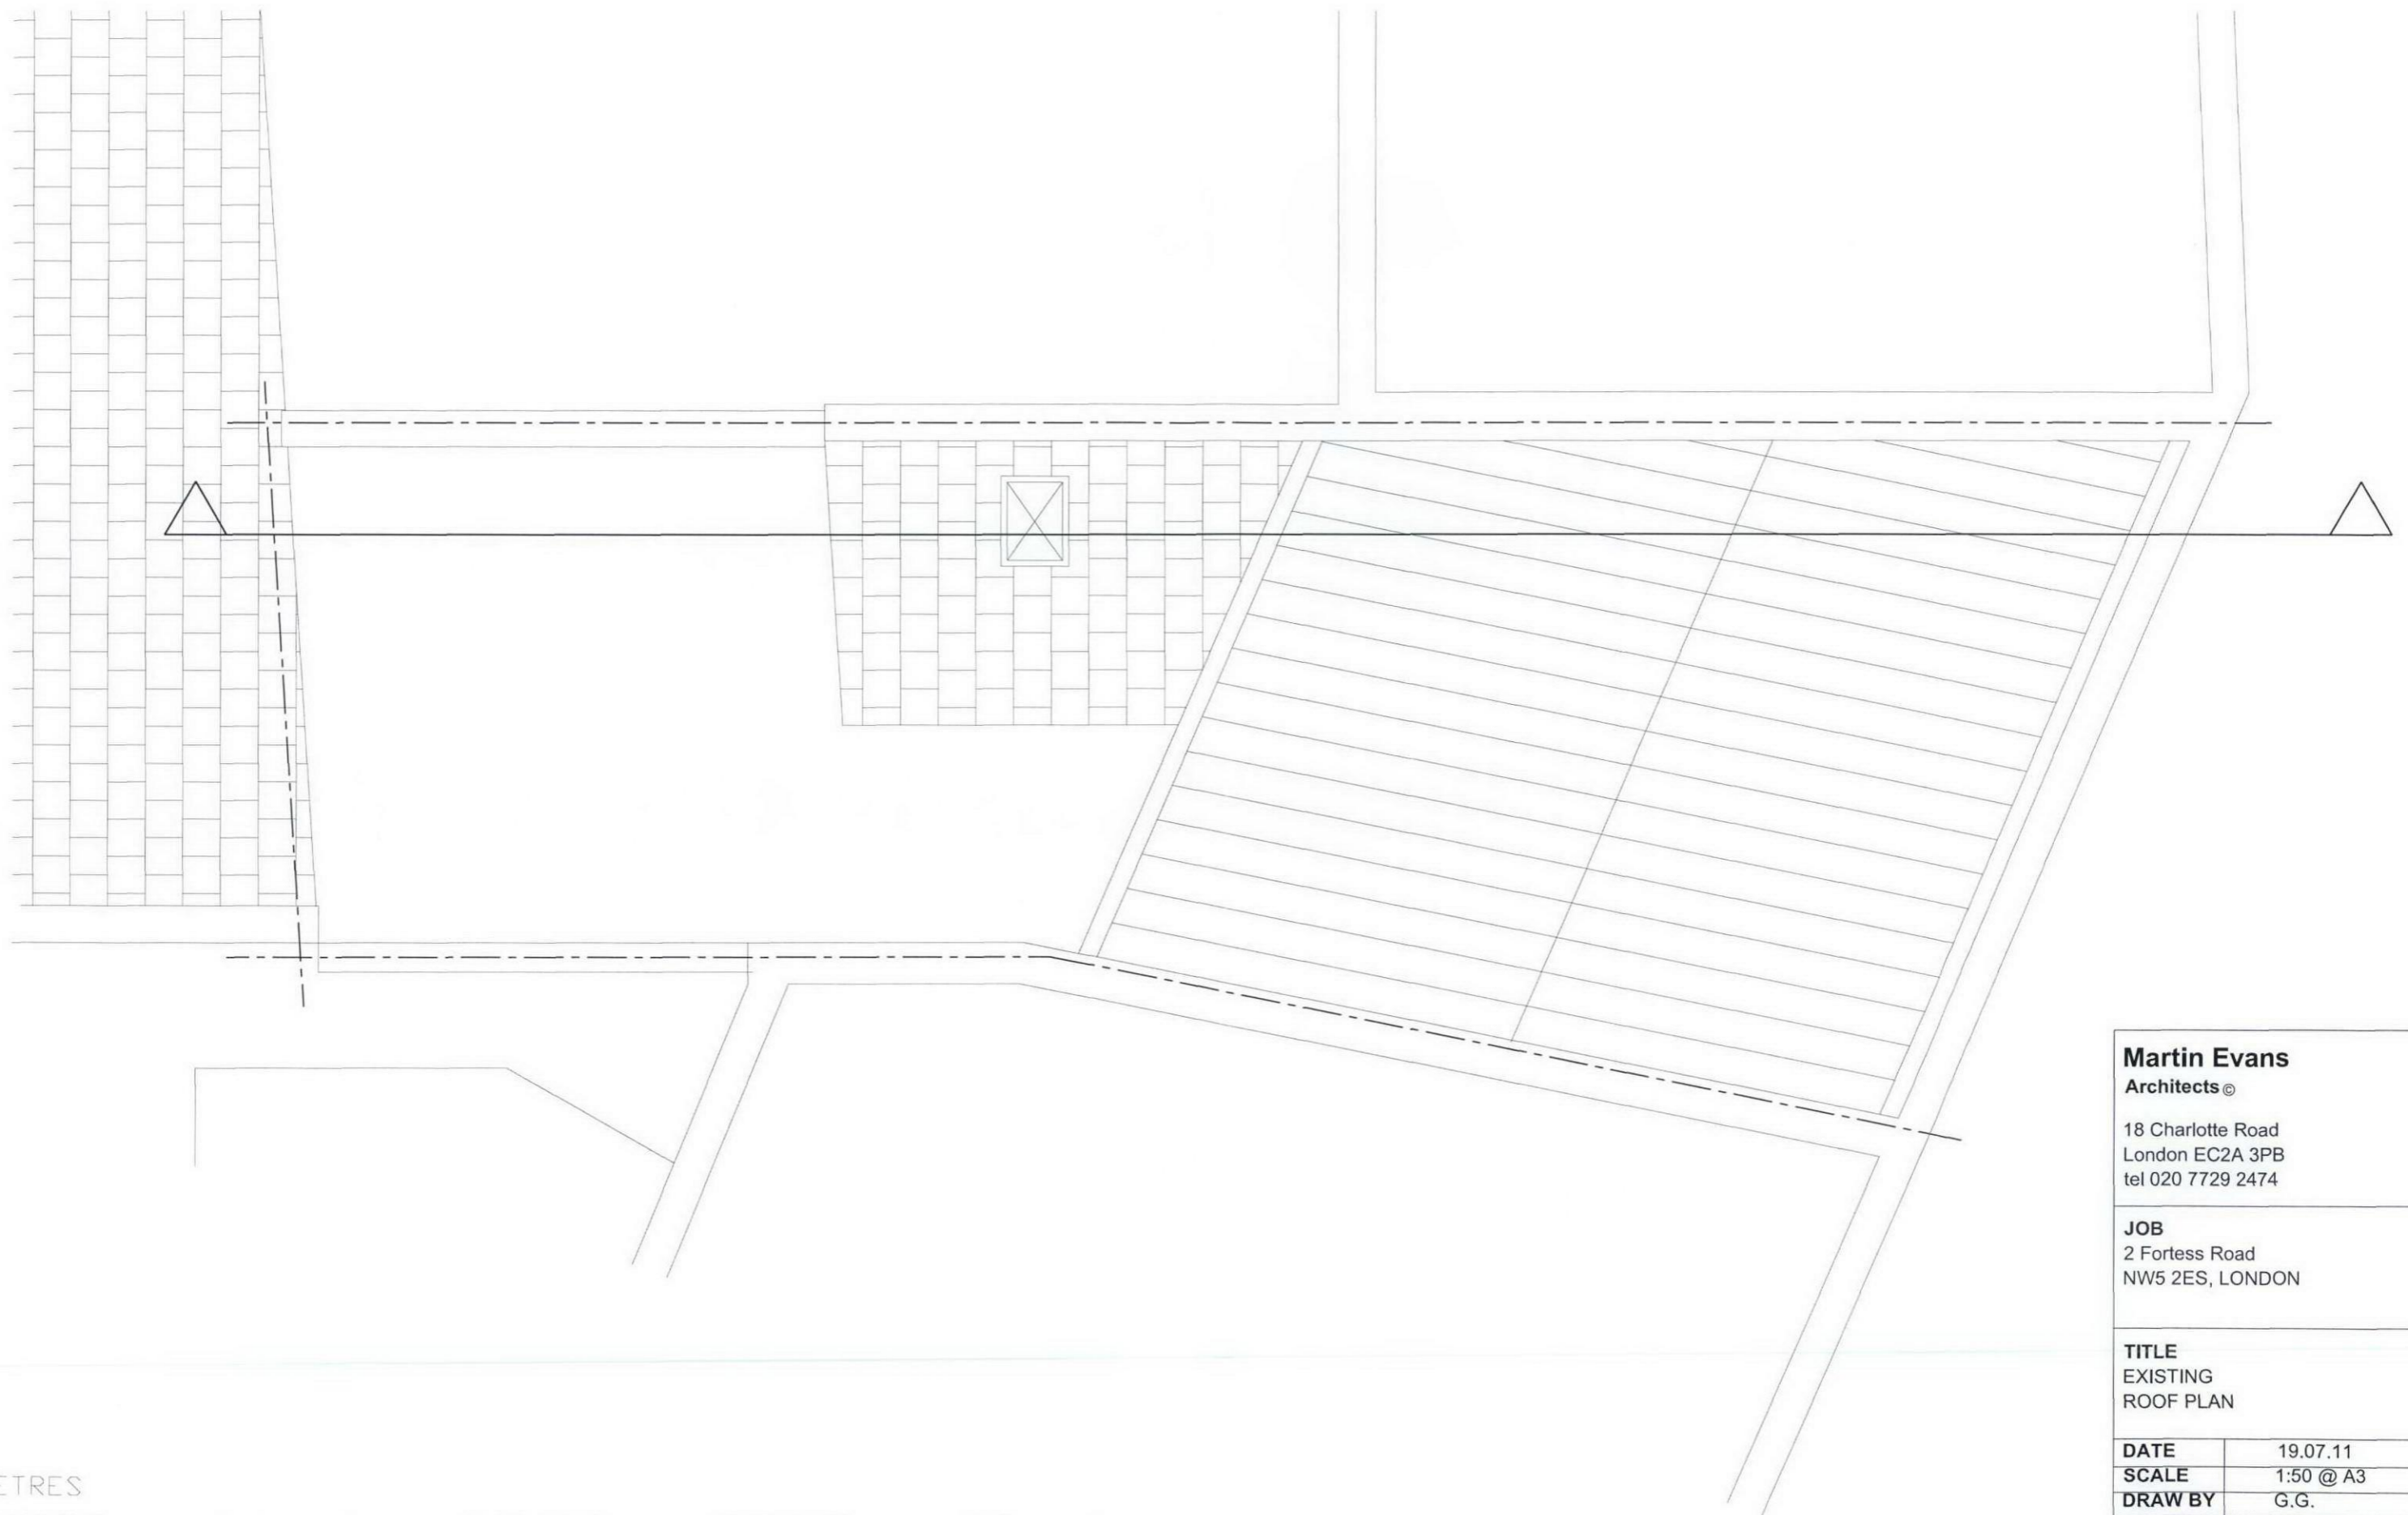 Martin Evans
Architects ©
18 Charlotte Road
London EC2A 3PB
tel 020 7729 2474
JOB
2 Fortess Road
NW5 2ES, LONDON
TITLE
EXISTING
ROOF PLAN
DATE 19.07.11
SCALE 1:50 @ A3
DRAW BY G.G.
ETRES